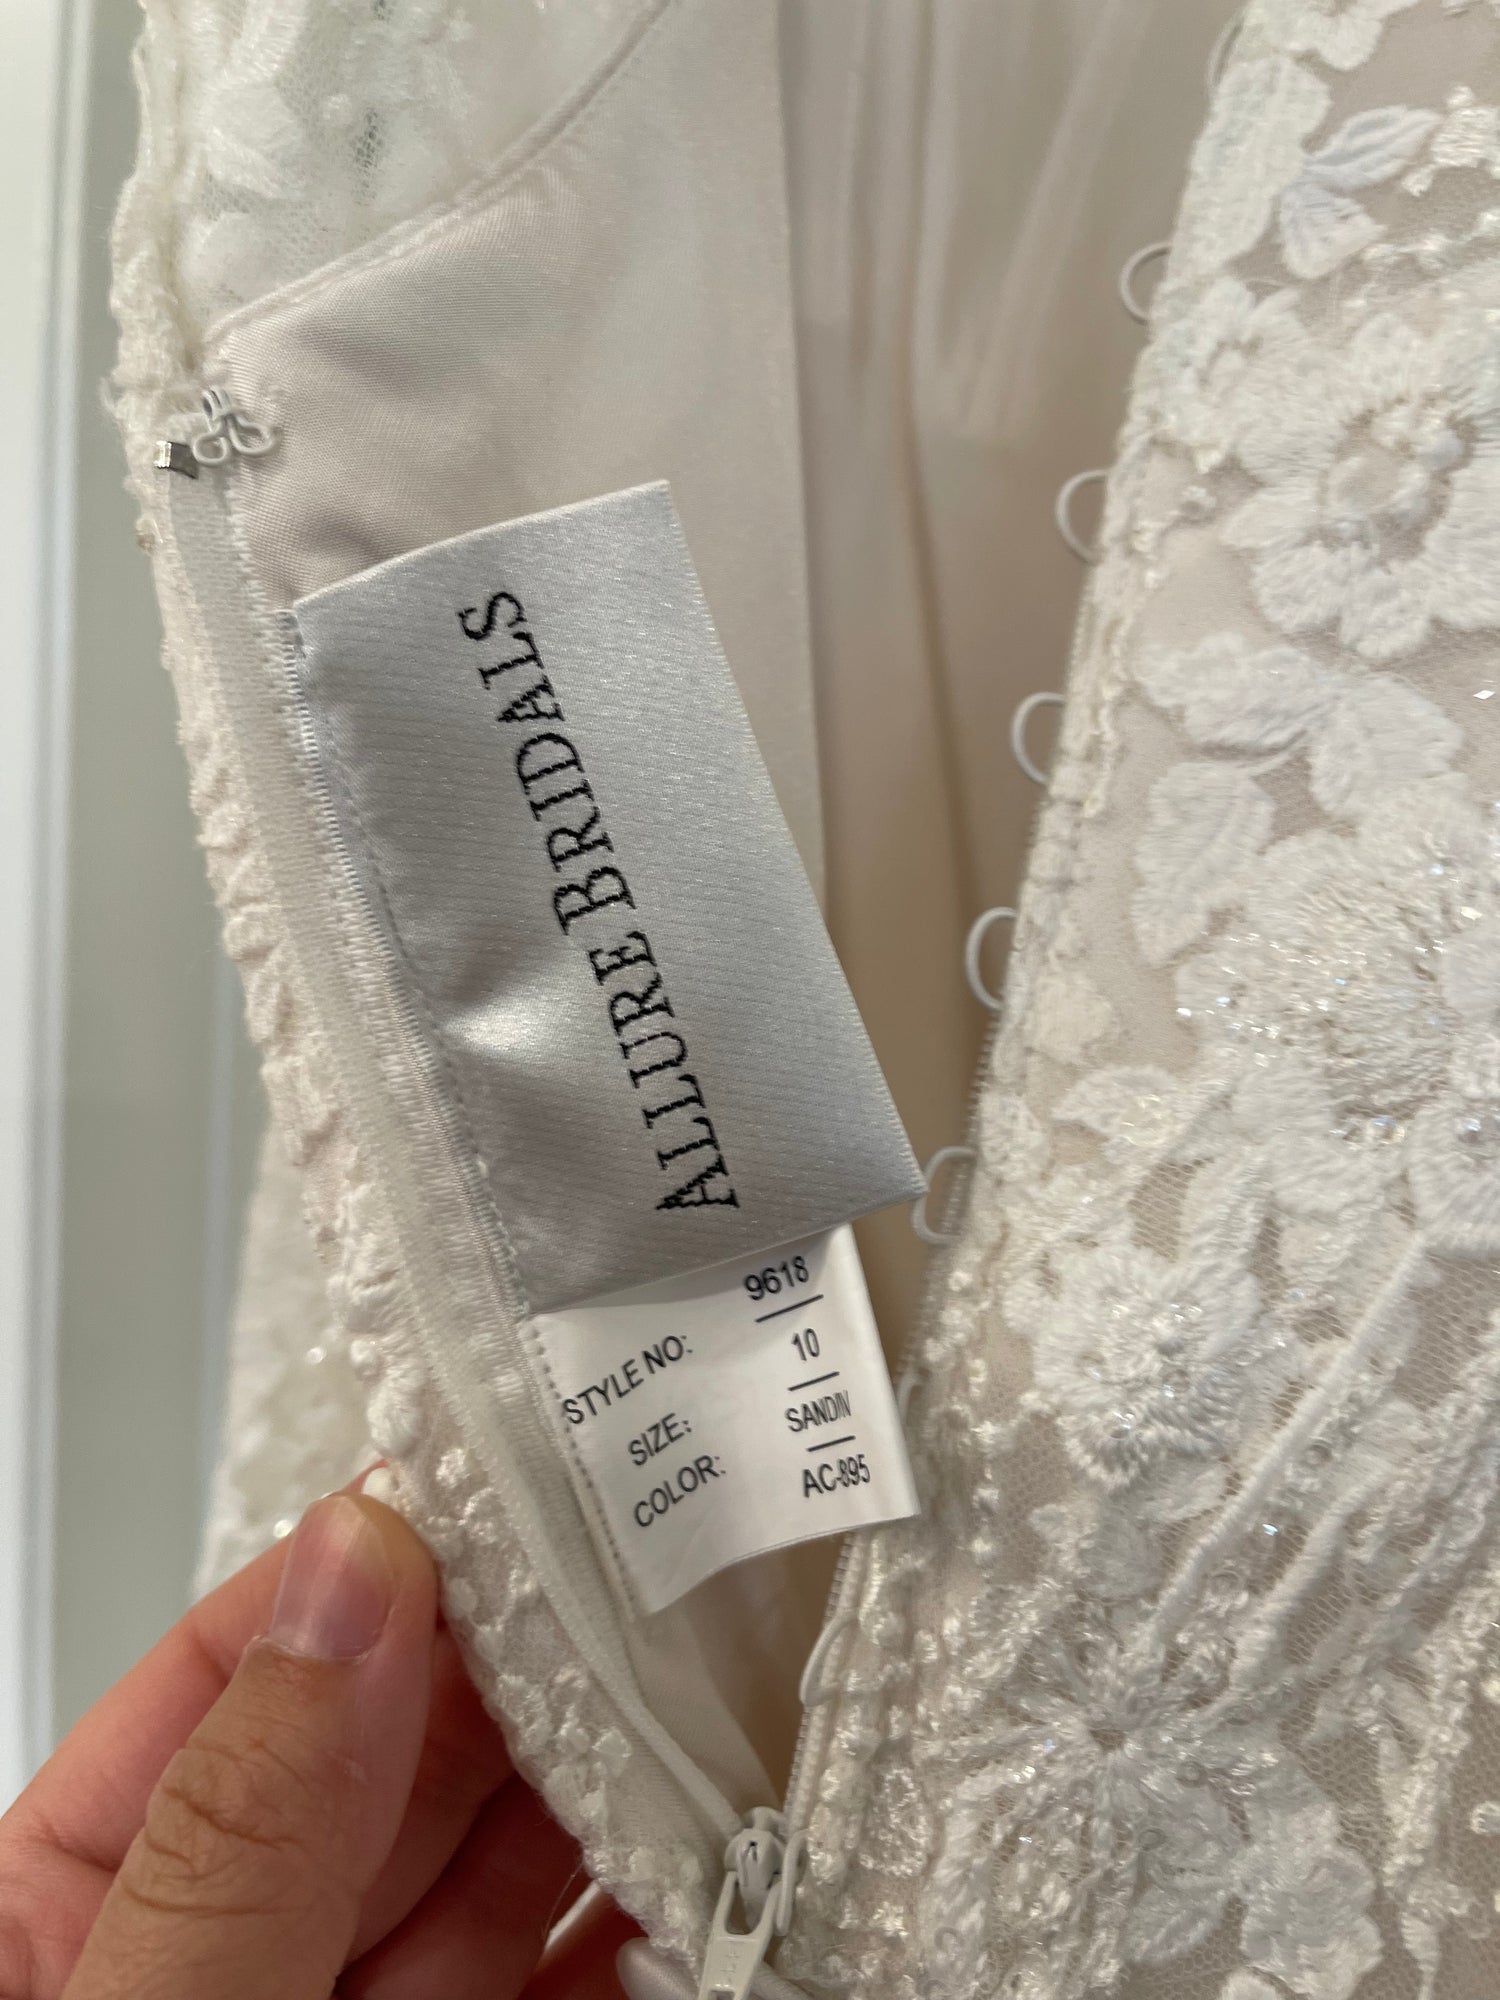 ALLURE BRIDALS
STYLE NO: 9618
SIZE: 10
COLOR: SAND/IV
AC-895